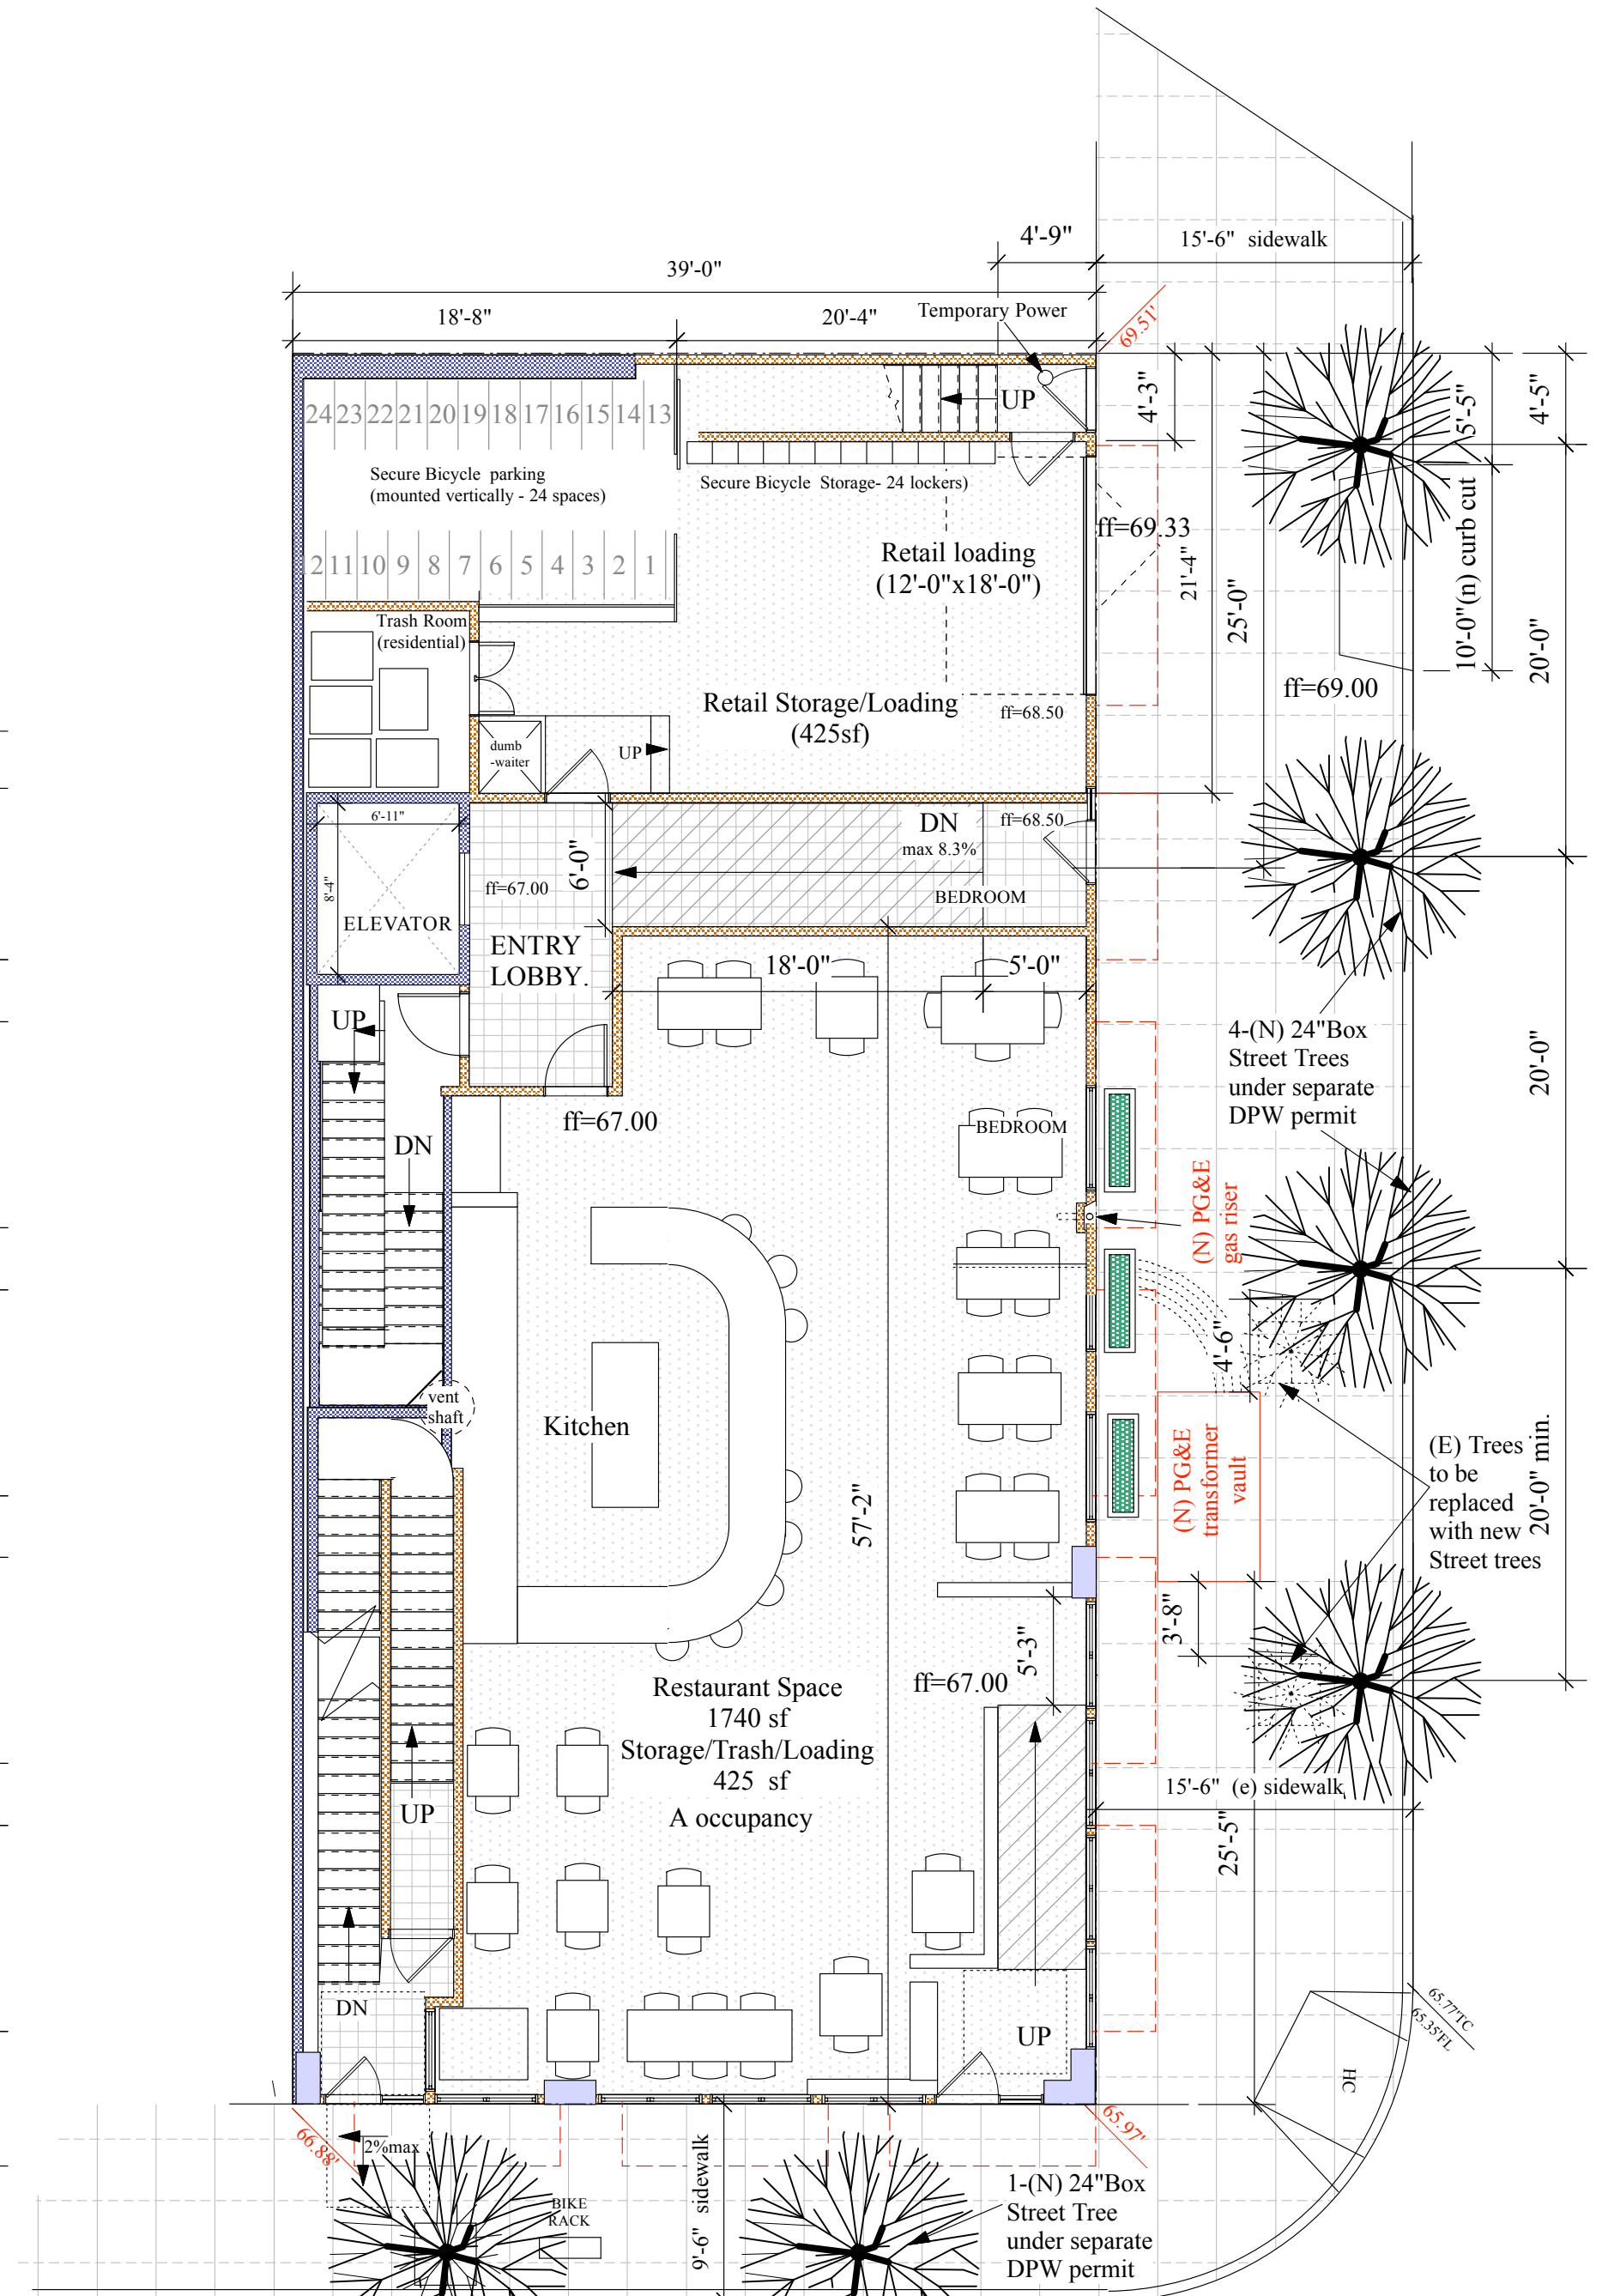 4'-9"
15'-6" sidewalk
39'-0"
18'-8"
20'-4"
Temporary Power
69.51'
UP
4'-3"
5'-5"
4'-5"
24 23 22 21 20 19 18 17 16 15 14 13
Secure Bicycle parking
(mounted vertically - 24 spaces)
Secure Bicycle Storage- 24 lockers)
ff=69.33
Retail loading
(12'-0"x18'-0")
21'-4"
25'-0"
10'-0"(n) curb cut
20'-0"
2 11 10 9 8 7 6 5 4 3 2 1
Trash Room
(residential)
ff=69.00
Retail Storage/Loading
(425sf)
ff=68.50
dumb
-waiter
UP
6'-11"
8'-4"
ELEVATOR
ff=67.00
6'-0"
DN
max 8.3%
ff=68.50
BEDROOM
ENTRY
LOBBY.
18'-0"
5'-0"
UP
4-(N) 24"Box
Street Trees
under separate
DPW permit
20'-0"
ff=67.00
BEDROOM
DN
(N) PG&E
gas riser
4'-6"
vent
shaft
Kitchen
57'-2"
(N) PG&E
transformer
vault
(E) Trees
to be
replaced
with new
Street trees
20'-0" min.
3'-8"
5'-3"
ff=67.00
Restaurant Space
1740 sf
Storage/Trash/Loading
425 sf
A occupancy
15'-6" (e) sidewalk
25'-5"
UP
DN
UP
65.77'TC
65.35'FL
HC
66.88'
2%max
65.97'
BIKE
RACK
9'-6" sidewalk
1-(N) 24"Box
Street Tree
under separate
DPW permit